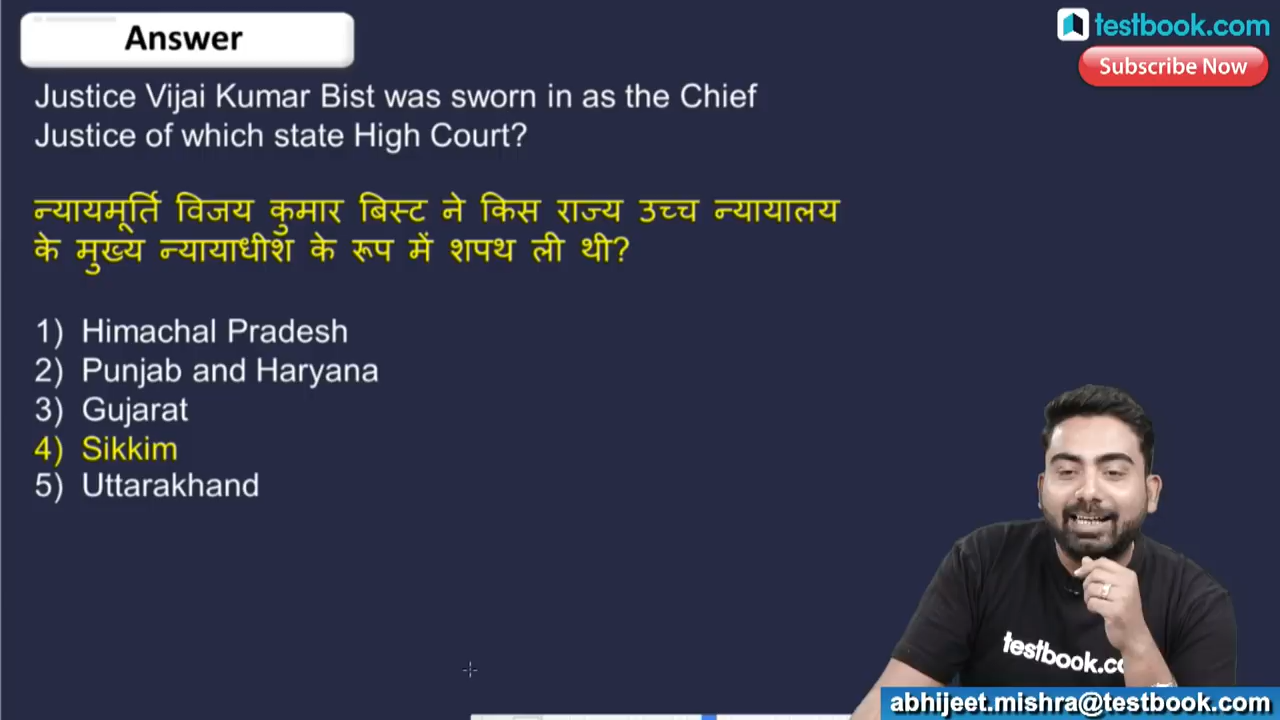 Answer
testbook.com
Subscribe Now
Justice Vijai Kumar Bist was sworn in as the Chief
Justice of which state High Court?
न्यायमूर्ति विजय कुमार बिस्ट ने किस राज्य उच्च न्यायालय
के मुख्य न्यायाधीश के रूप में शपथ ली थी?
1) Himachal Pradesh
2) Punjab and Haryana
3) Gujarat
4) Sikkim
5) Uttarakhand
testbook.co
abhijeet.mishra@testbook.com